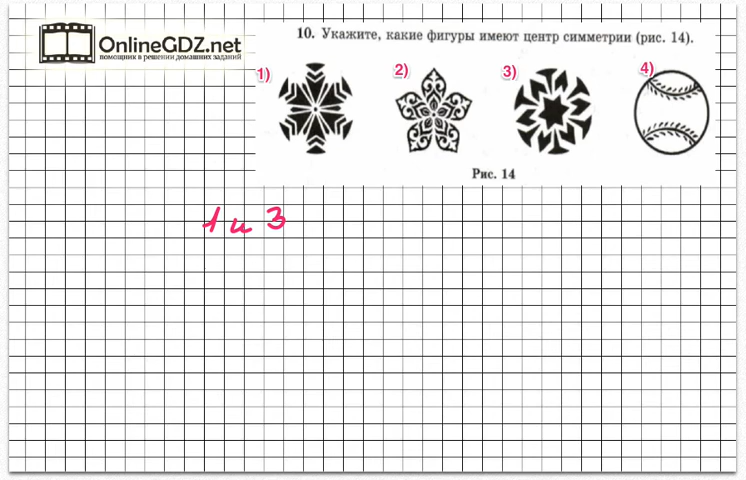 OnlineGDZ.net
помощник в решении домашних заданий
10. Укажите, какие фигуры имеют центр симметрии (рис. 14).
1)
2)
3)
4)
Рис. 14
1 и 3